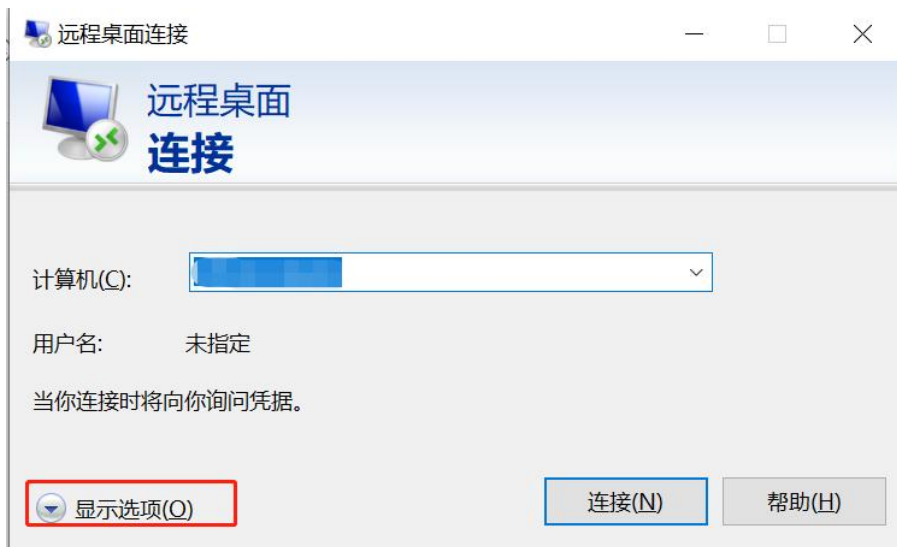 远程桌面连接
远程桌面
连接
计算机(C):
用户名: 未指定
当你连接时将向你询问凭据。
显示选项(O) 连接(N) 帮助(H)